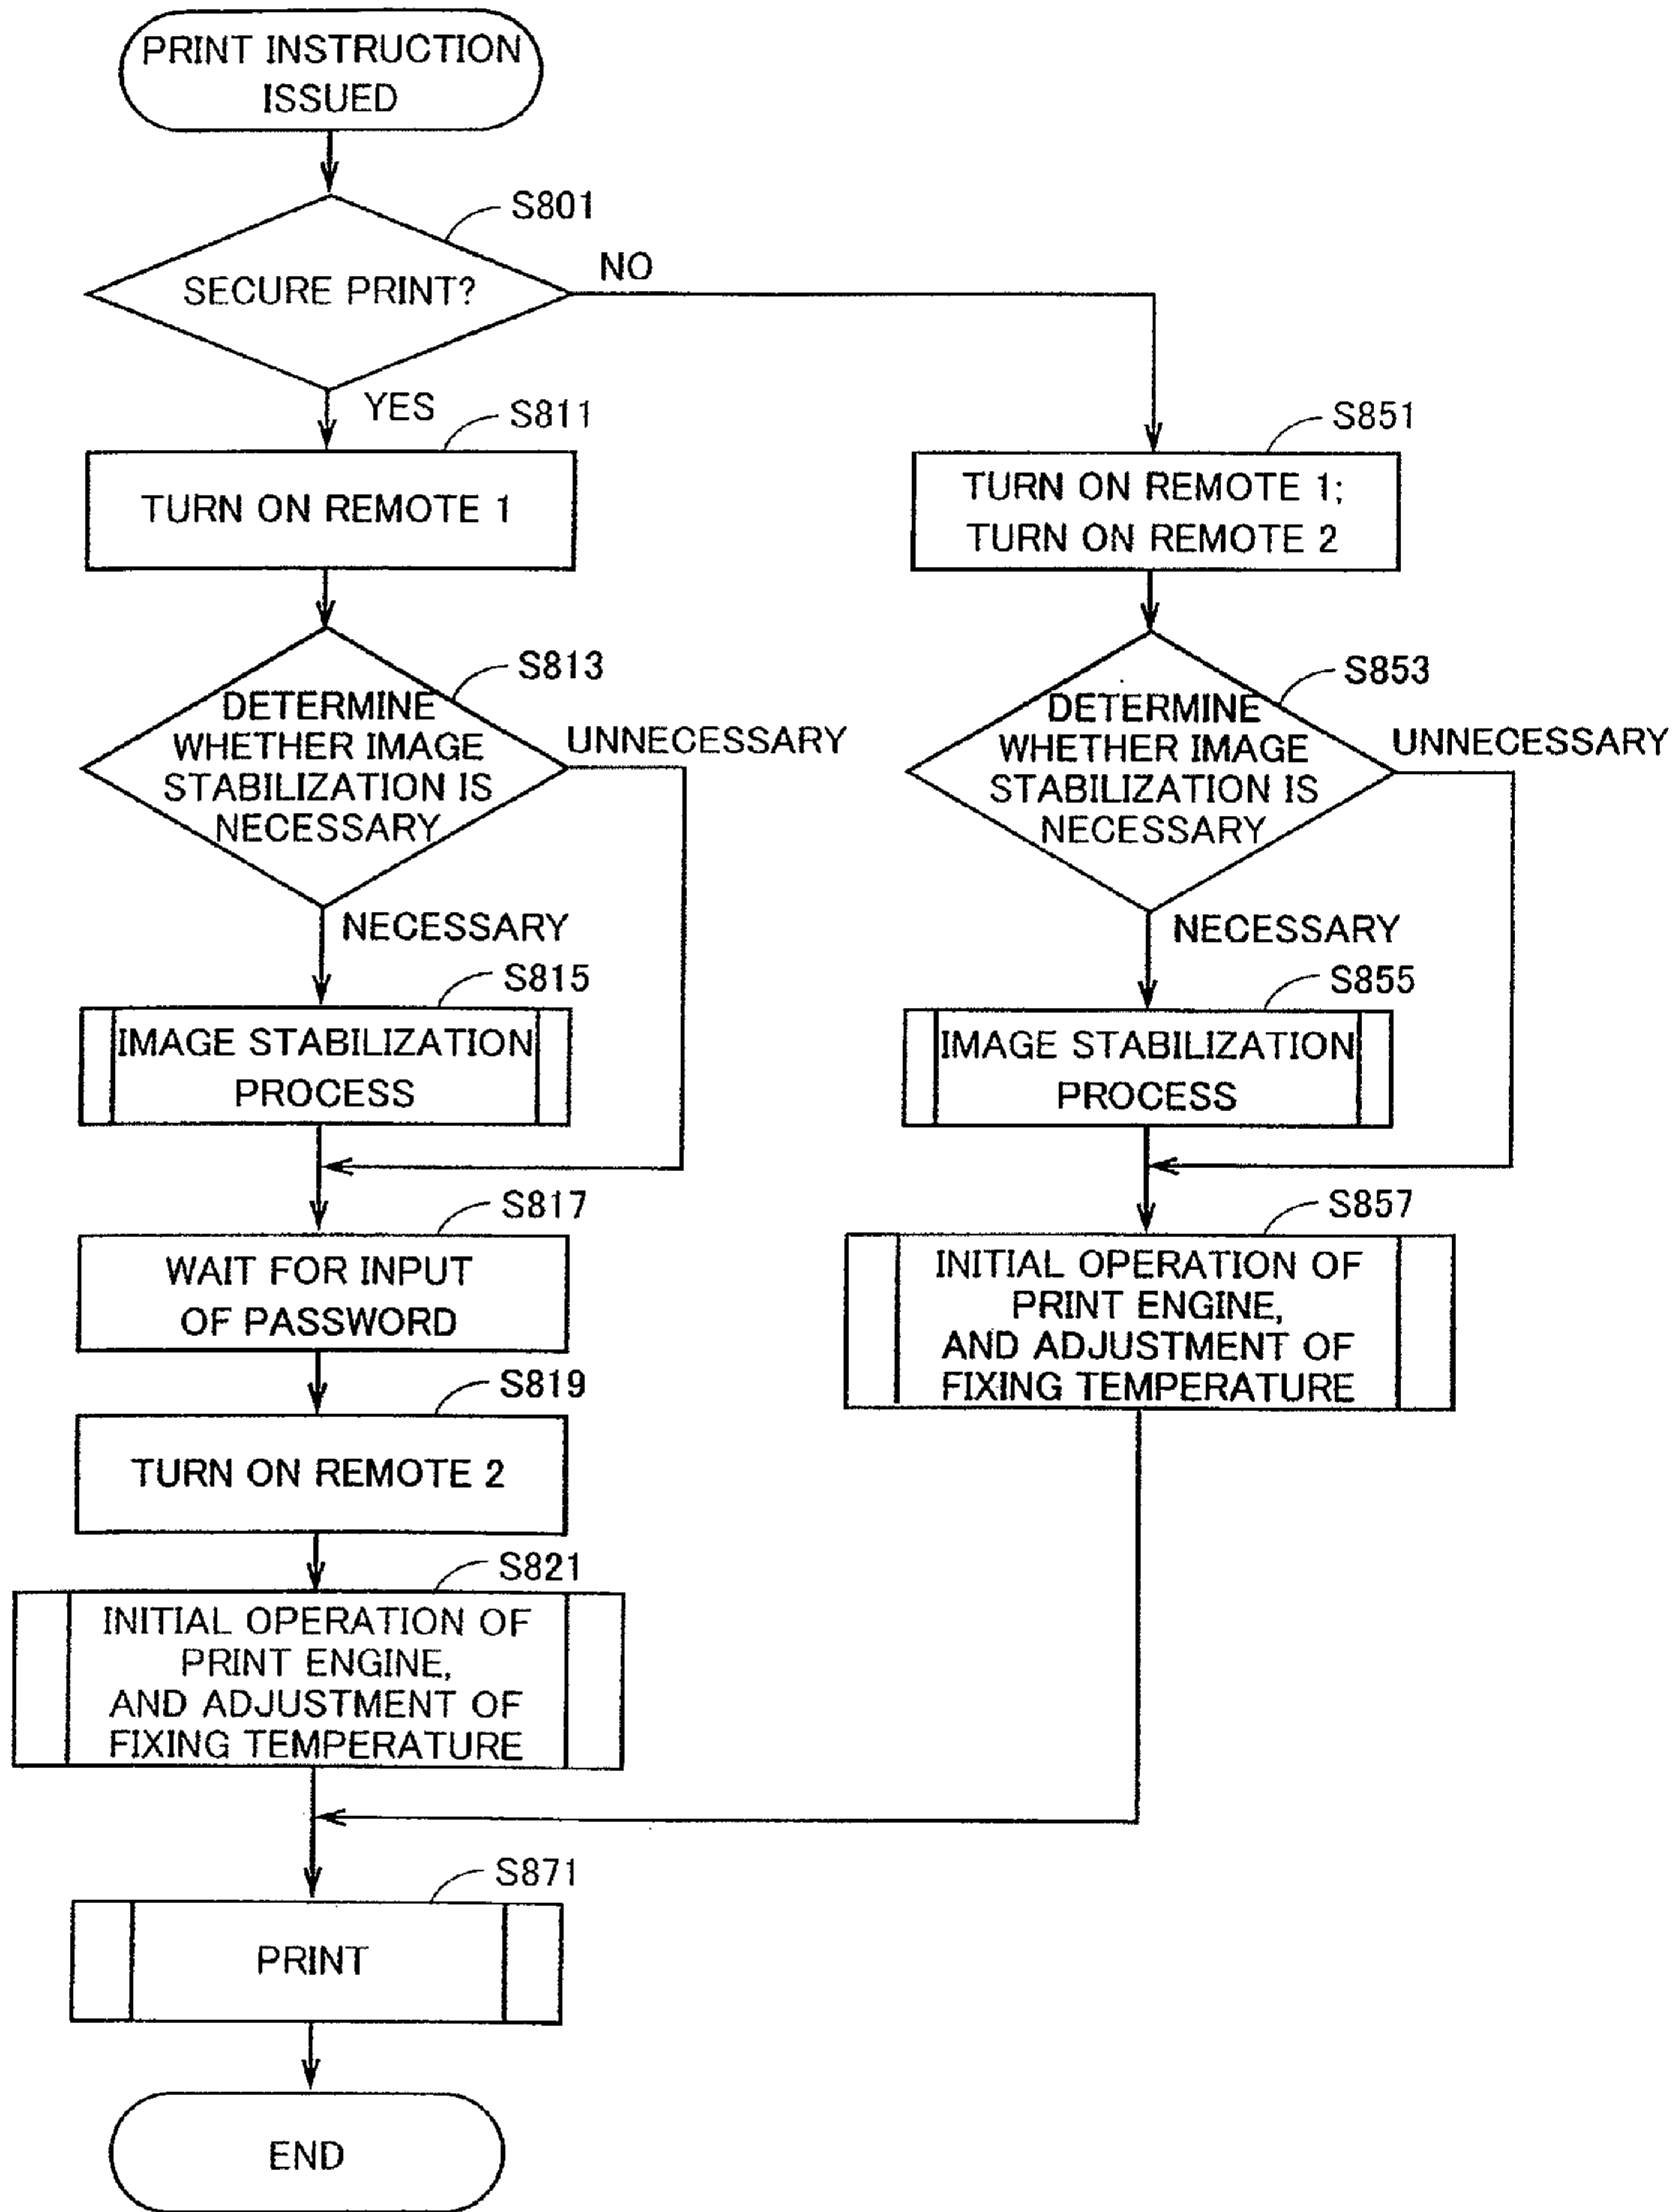 PRINT INSTRUCTION
ISSUED
S801
SECURE PRINT?
NO
YES
S811
TURN ON REMOTE 1
S851
TURN ON REMOTE 1;
TURN ON REMOTE 2
S813
DETERMINE
WHETHER IMAGE
STABILIZATION IS
NECESSARY
UNNECESSARY
NECESSARY
S853
DETERMINE
WHETHER IMAGE
STABILIZATION IS
NECESSARY
UNNECESSARY
NECESSARY
S815
IMAGE STABILIZATION
PROCESS
S855
IMAGE STABILIZATION
PROCESS
S817
WAIT FOR INPUT
OF PASSWORD
S857
INITIAL OPERATION OF
PRINT ENGINE,
AND ADJUSTMENT OF
FIXING TEMPERATURE
S819
TURN ON REMOTE 2
S821
INITIAL OPERATION OF
PRINT ENGINE,
AND ADJUSTMENT OF
FIXING TEMPERATURE
S871
PRINT
END